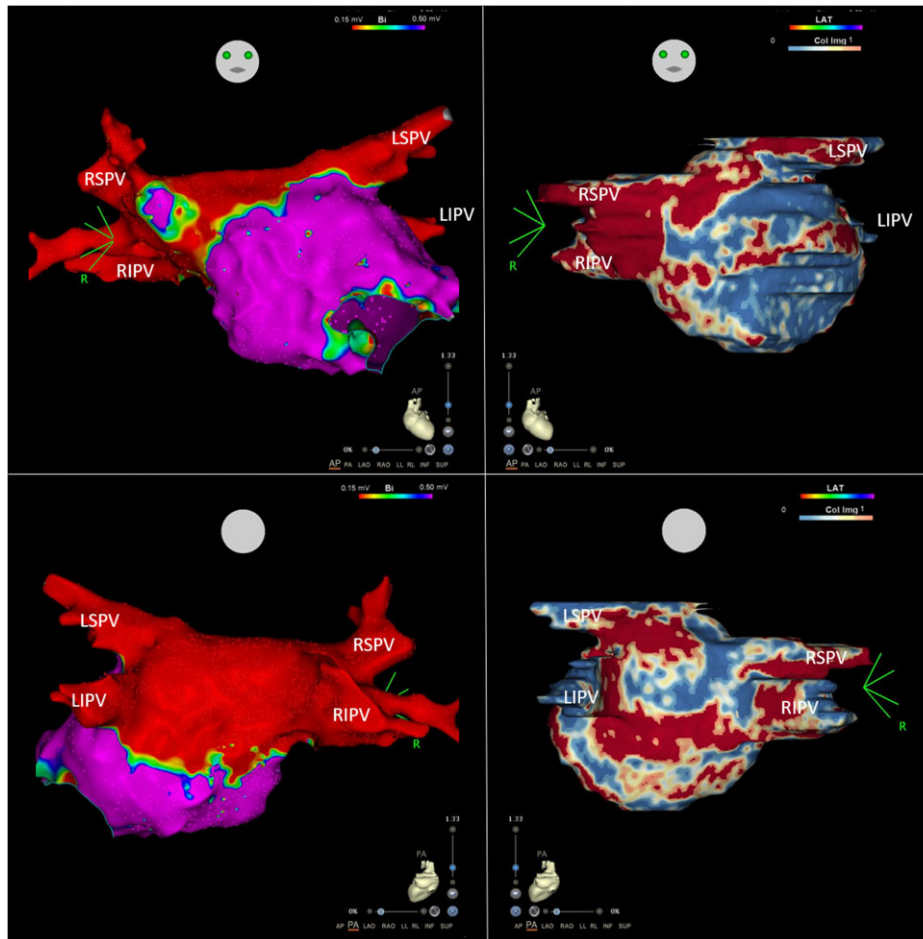 0.15 mV Bi 0.50 mV
RSPV
LSPV
LIPV
RIPV
R
1.33
AP
0%
AP PA LAO RAO LL RL INF SUP
LAT
0 Col Img 1
LSPV
RSPV
LIPV
RIPV
R
1.33
AP
0%
AP PA LAO RAO LL RL INF SUP
0.15 mV Bi 0.50 mV
LSPV
RSPV
LIPV
RIPV
R
1.33
PA
0%
AP PA LAO RAO LL RL INF SUP
LAT
0 Col Img 1
LSPV
RSPV
LIPV
RIPV
R
1.33
PA
0%
AP PA LAO RAO LL RL INF SUP